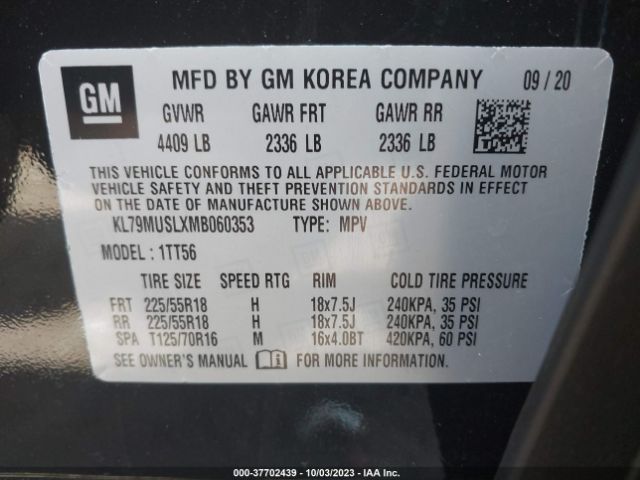 GM MFD BY GM KOREA COMPANY 09/20
GVWR GAWR FRT GAWR RR
4409 LB 2336 LB 2336 LB
THIS VEHICLE CONFORMS TO ALL APPLICABLE U.S. FEDERAL MOTOR
VEHICLE SAFETY AND THEFT PREVENTION STANDARDS IN EFFECT
ON THE DATE OF MANUFACTURE SHOWN ABOVE.
KL79MUSLXMB060353 TYPE: MPV
MODEL : 1TT56
TIRE SIZE SPEED RTG RIM COLD TIRE PRESSURE
FRT 225/55R18 H 18x7.5J 240KPA, 35 PSI
RR 225/55R18 H 18x7.5J 240KPA, 35 PSI
SPA T125/70R16 M 16x4.0BT 420KPA, 60 PSI
SEE OWNER'S MANUAL FOR MORE INFORMATION.
000-37702439 - 10/03/2023 - IAA Inc.